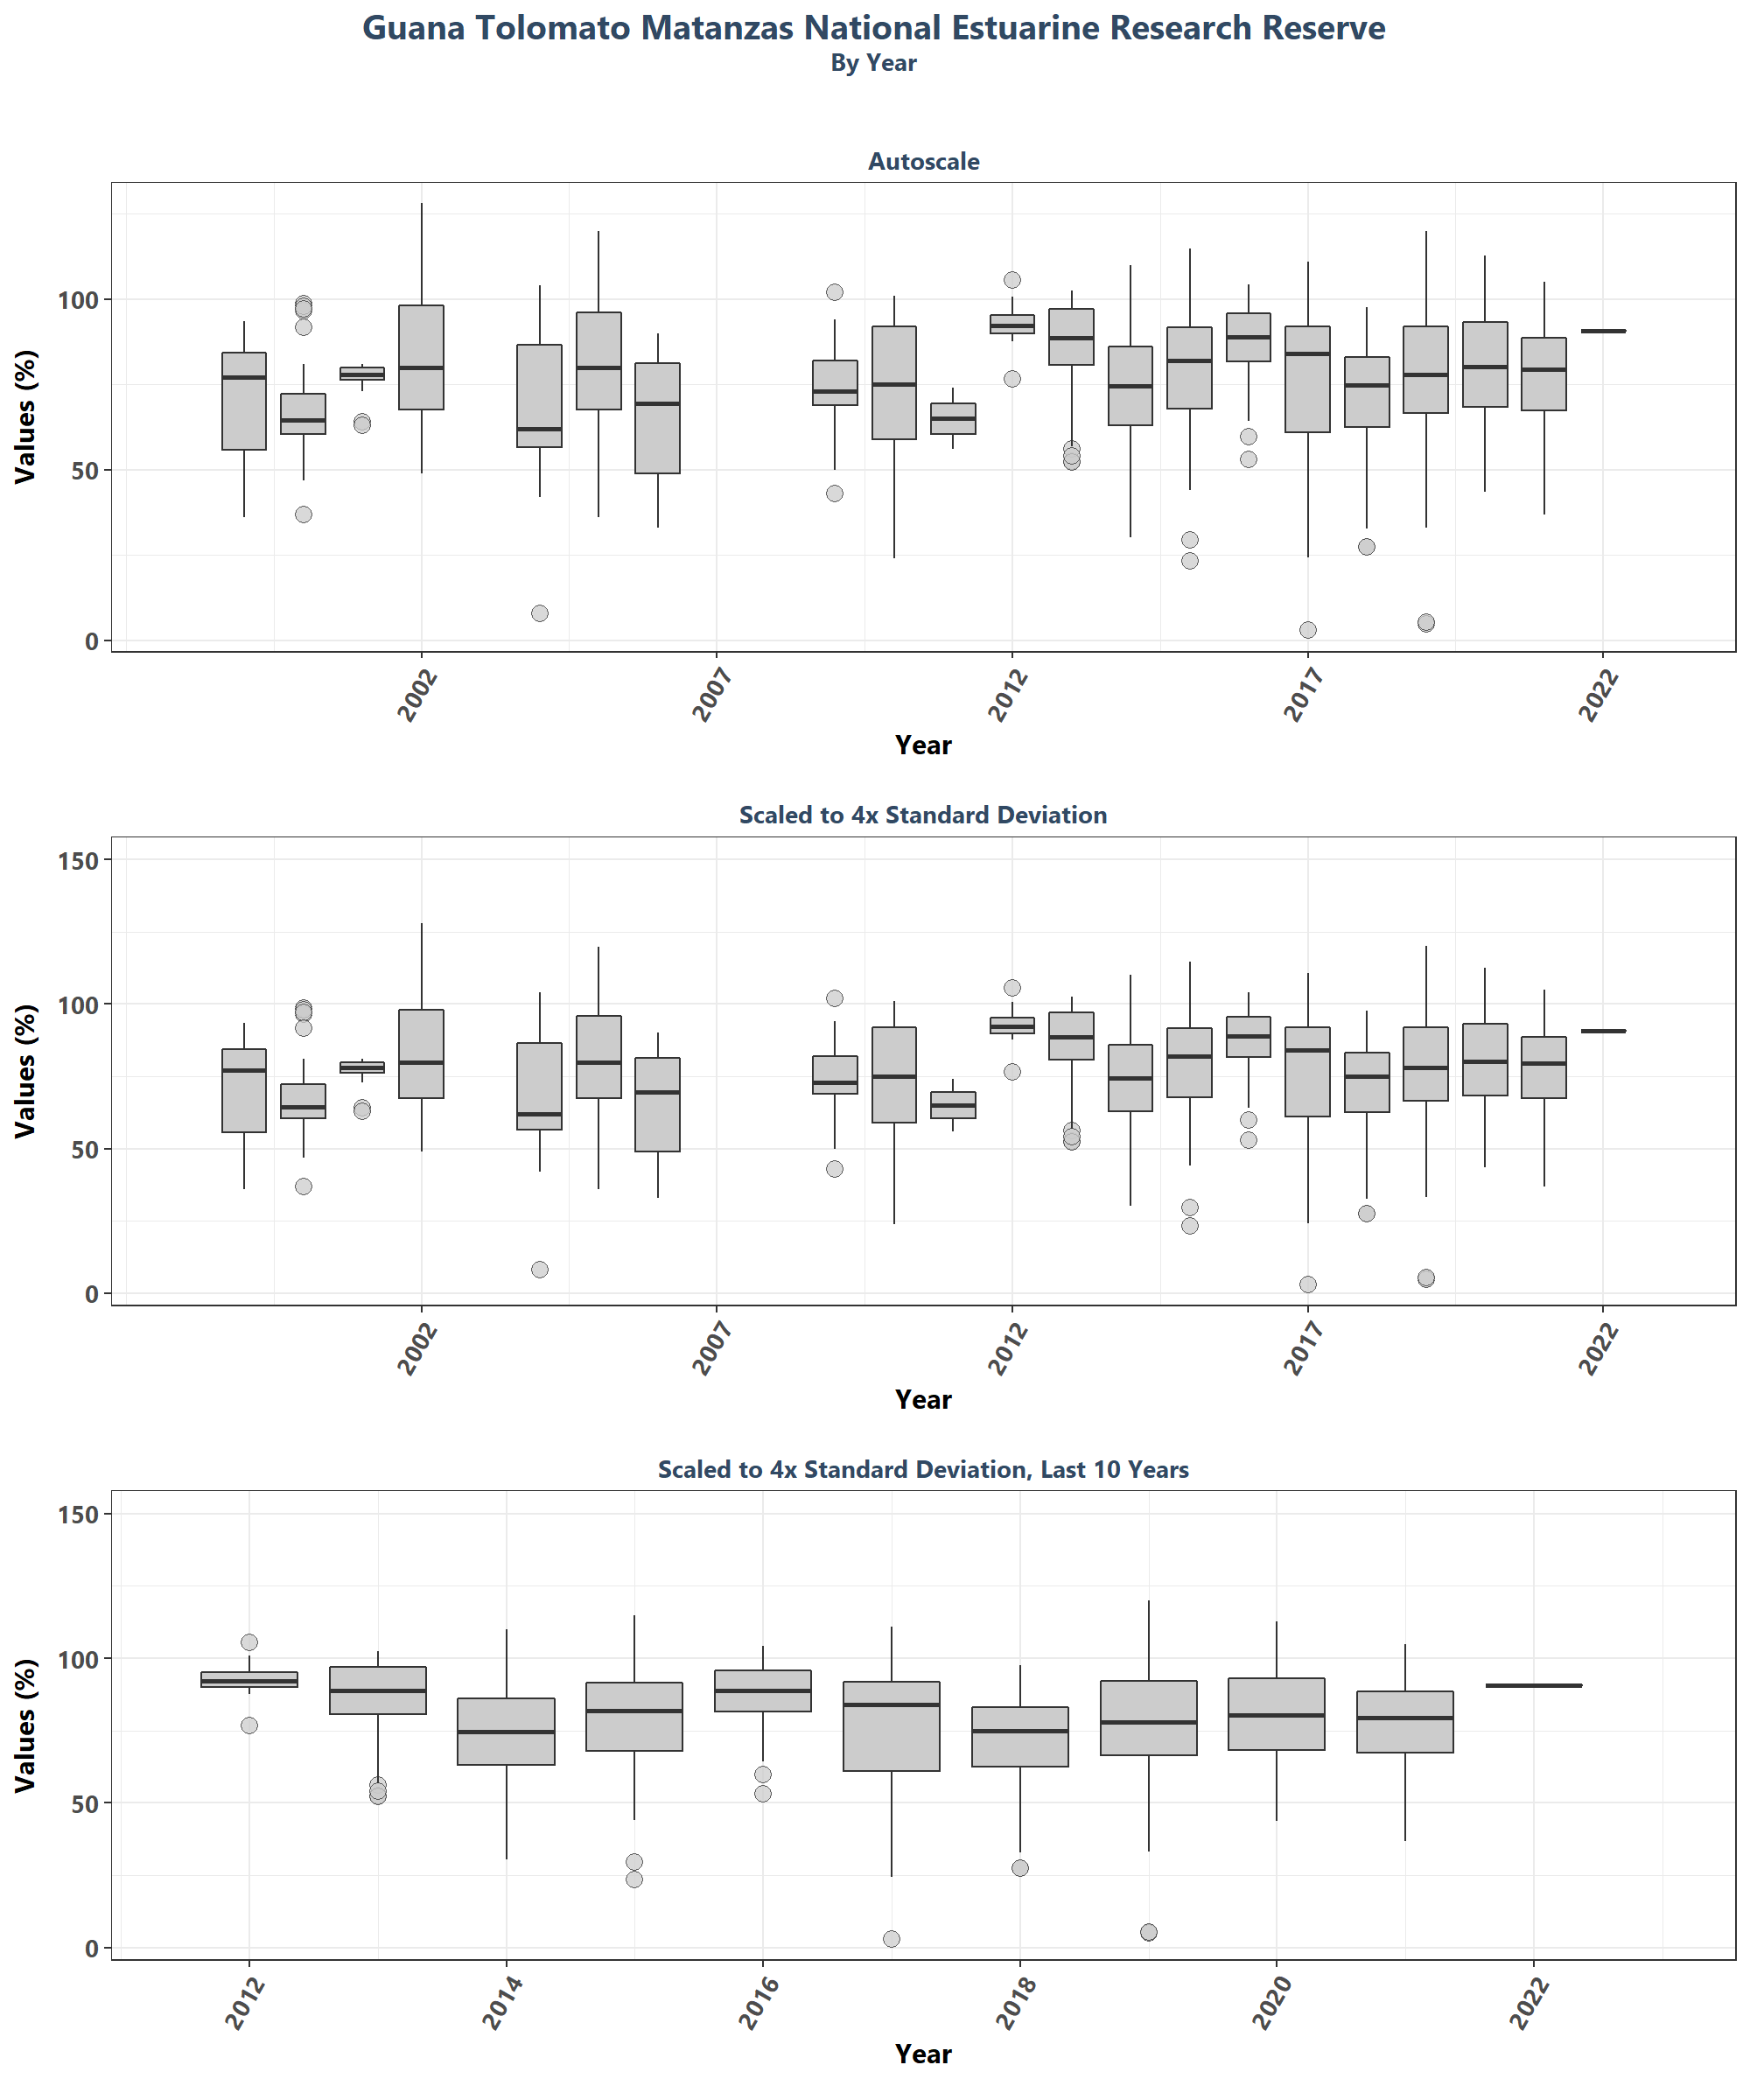 Guana Tolomato Matanzas National Estuarine Research Reserve
By Year
Autoscale
Values (%)
100
50
0
2002 2007 2012 2017 2022
Year
Scaled to 4x Standard Deviation
Values (%)
150
100
50
0
2002 2007 2012 2017 2022
Year
Scaled to 4x Standard Deviation, Last 10 Years
Values (%)
150
100
50
0
2012 2014 2016 2018 2020 2022
Year